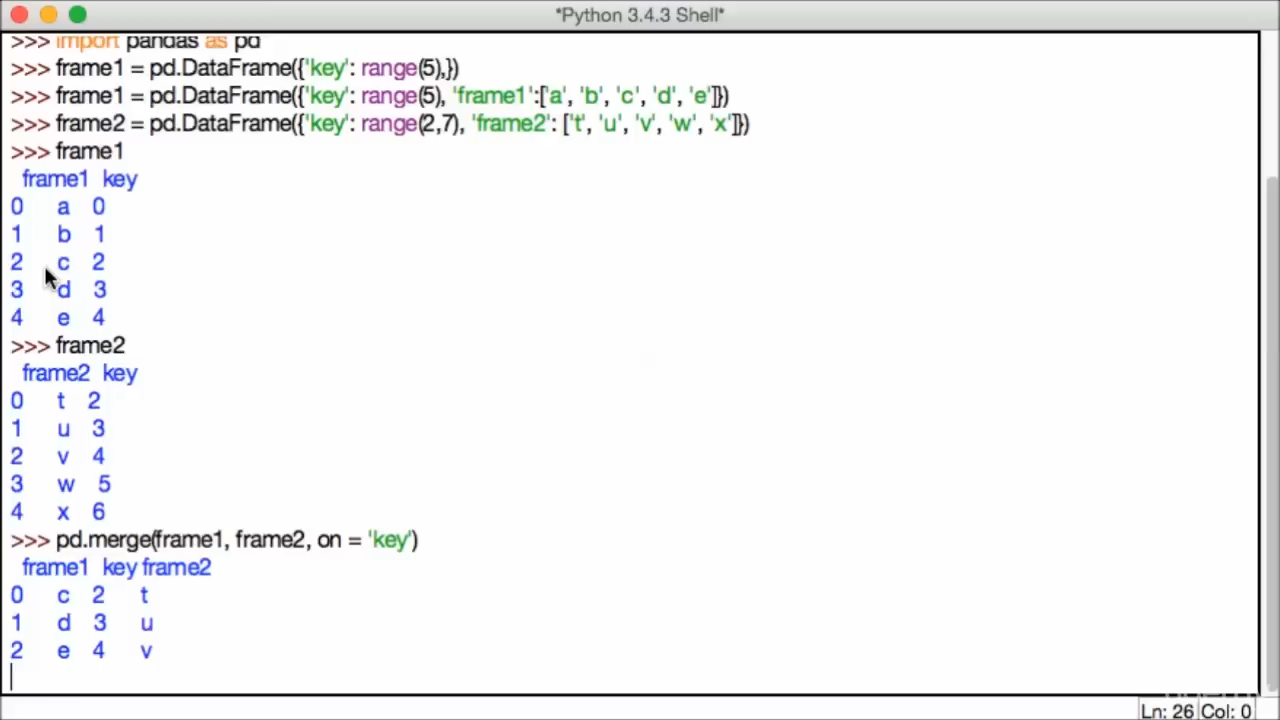 *Python 3.4.3 Shell*
>>> import pandas as pd
>>> frame1 = pd.DataFrame({'key': range(5),})
>>> frame1 = pd.DataFrame({'key': range(5), 'frame1':['a', 'b', 'c', 'd', 'e']})
>>> frame2 = pd.DataFrame({'key': range(2,7), 'frame2': ['t', 'u', 'v', 'w', 'x']})
>>> frame1
frame1 key
0 a 0
1 b 1
2 c 2
3 d 3
4 e 4
>>> frame2
frame2 key
0 t 2
1 u 3
2 v 4
3 w 5
4 x 6
>>> pd.merge(frame1, frame2, on = 'key')
frame1 key frame2
0 c 2 t
1 d 3 u
2 e 4 v
Ln: 26 Col: 0